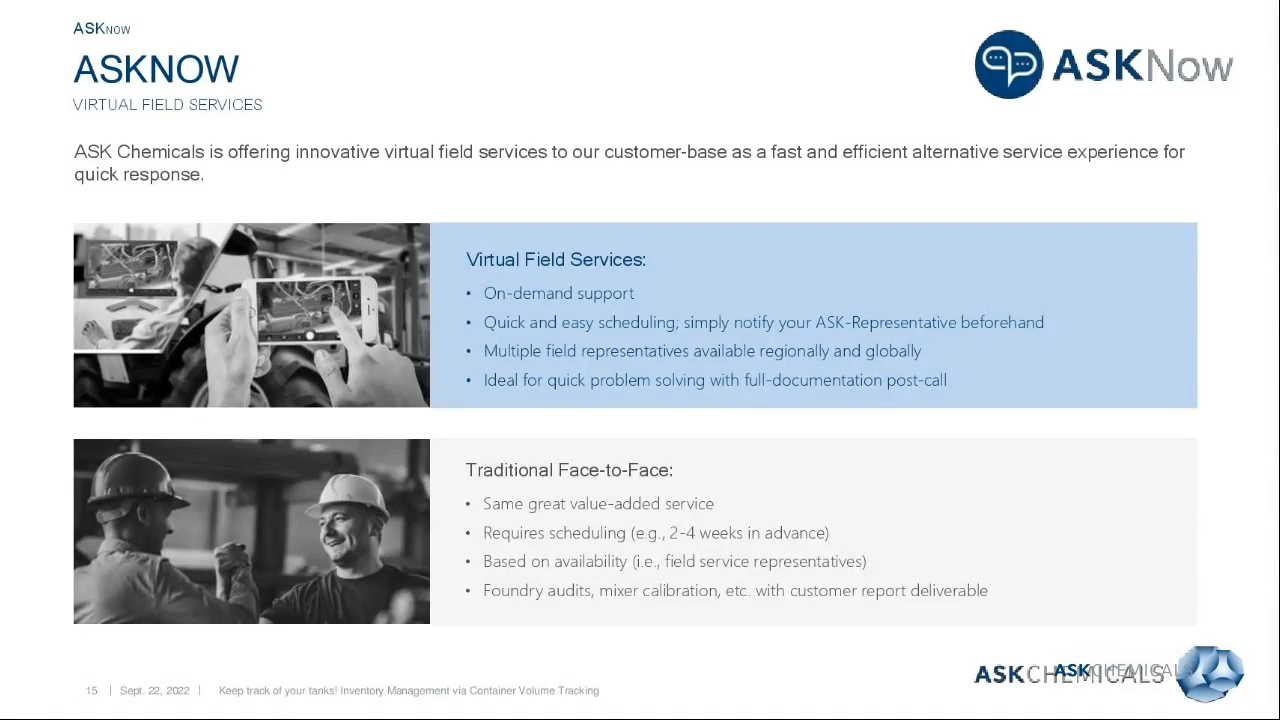 ASKNOW
ASKNOW
VIRTUAL FIELD SERVICES
ASKNow
ASK Chemicals is offering innovative virtual field services to our customer-base as a fast and efficient alternative service experience for
quick response.
Virtual Field Services:
• On-demand support
• Quick and easy scheduling; simply notify your ASK-Representative beforehand
• Multiple field representatives available regionally and globally
• Ideal for quick problem solving with full-documentation post-call
Traditional Face-to-Face:
• Same great value-added service
• Requires scheduling (e.g., 2-4 weeks in advance)
• Based on availability (i.e., field service representatives)
• Foundry audits, mixer calibration, etc. with customer report deliverable
15 | Sept. 22, 2022 | Keep track of your tanks! Inventory Management via Container Volume Tracking
ASKCHEMICALS